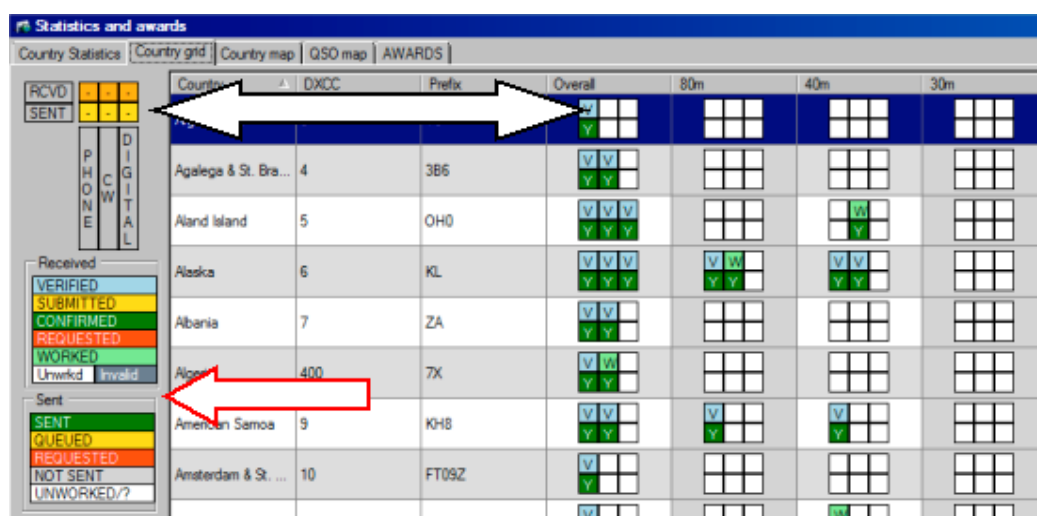 Statistics and awards
Country Statistics Country grid Country map QSO map AWARDS
RCVD - - -
SENT - - -
PHONE
CW
DIGITAL
Received
VERIFIED
SUBMITTED
CONFIRMED
REQUESTED
WORKED
Unwrkd Invalid
Sent
SENT
QUEUED
REQUESTED
NOT SENT
UNWORKED/?
Country DXCC Prefix Overall 80m 40m 30m
V
Y
Agalega & St. Bra... 4 3B6 V V
Y Y
Aland Island 5 OH0 V V V W
Y Y Y Y
Alaska 6 KL V V V V W V V
Y Y Y Y Y Y Y
Albania 7 ZA V V
Y Y
400 7X V W
Y Y
American Samoa 9 KH8 V V V V
Y Y Y Y
Amsterdam & St. ... 10 FT09Z V
Y
V W